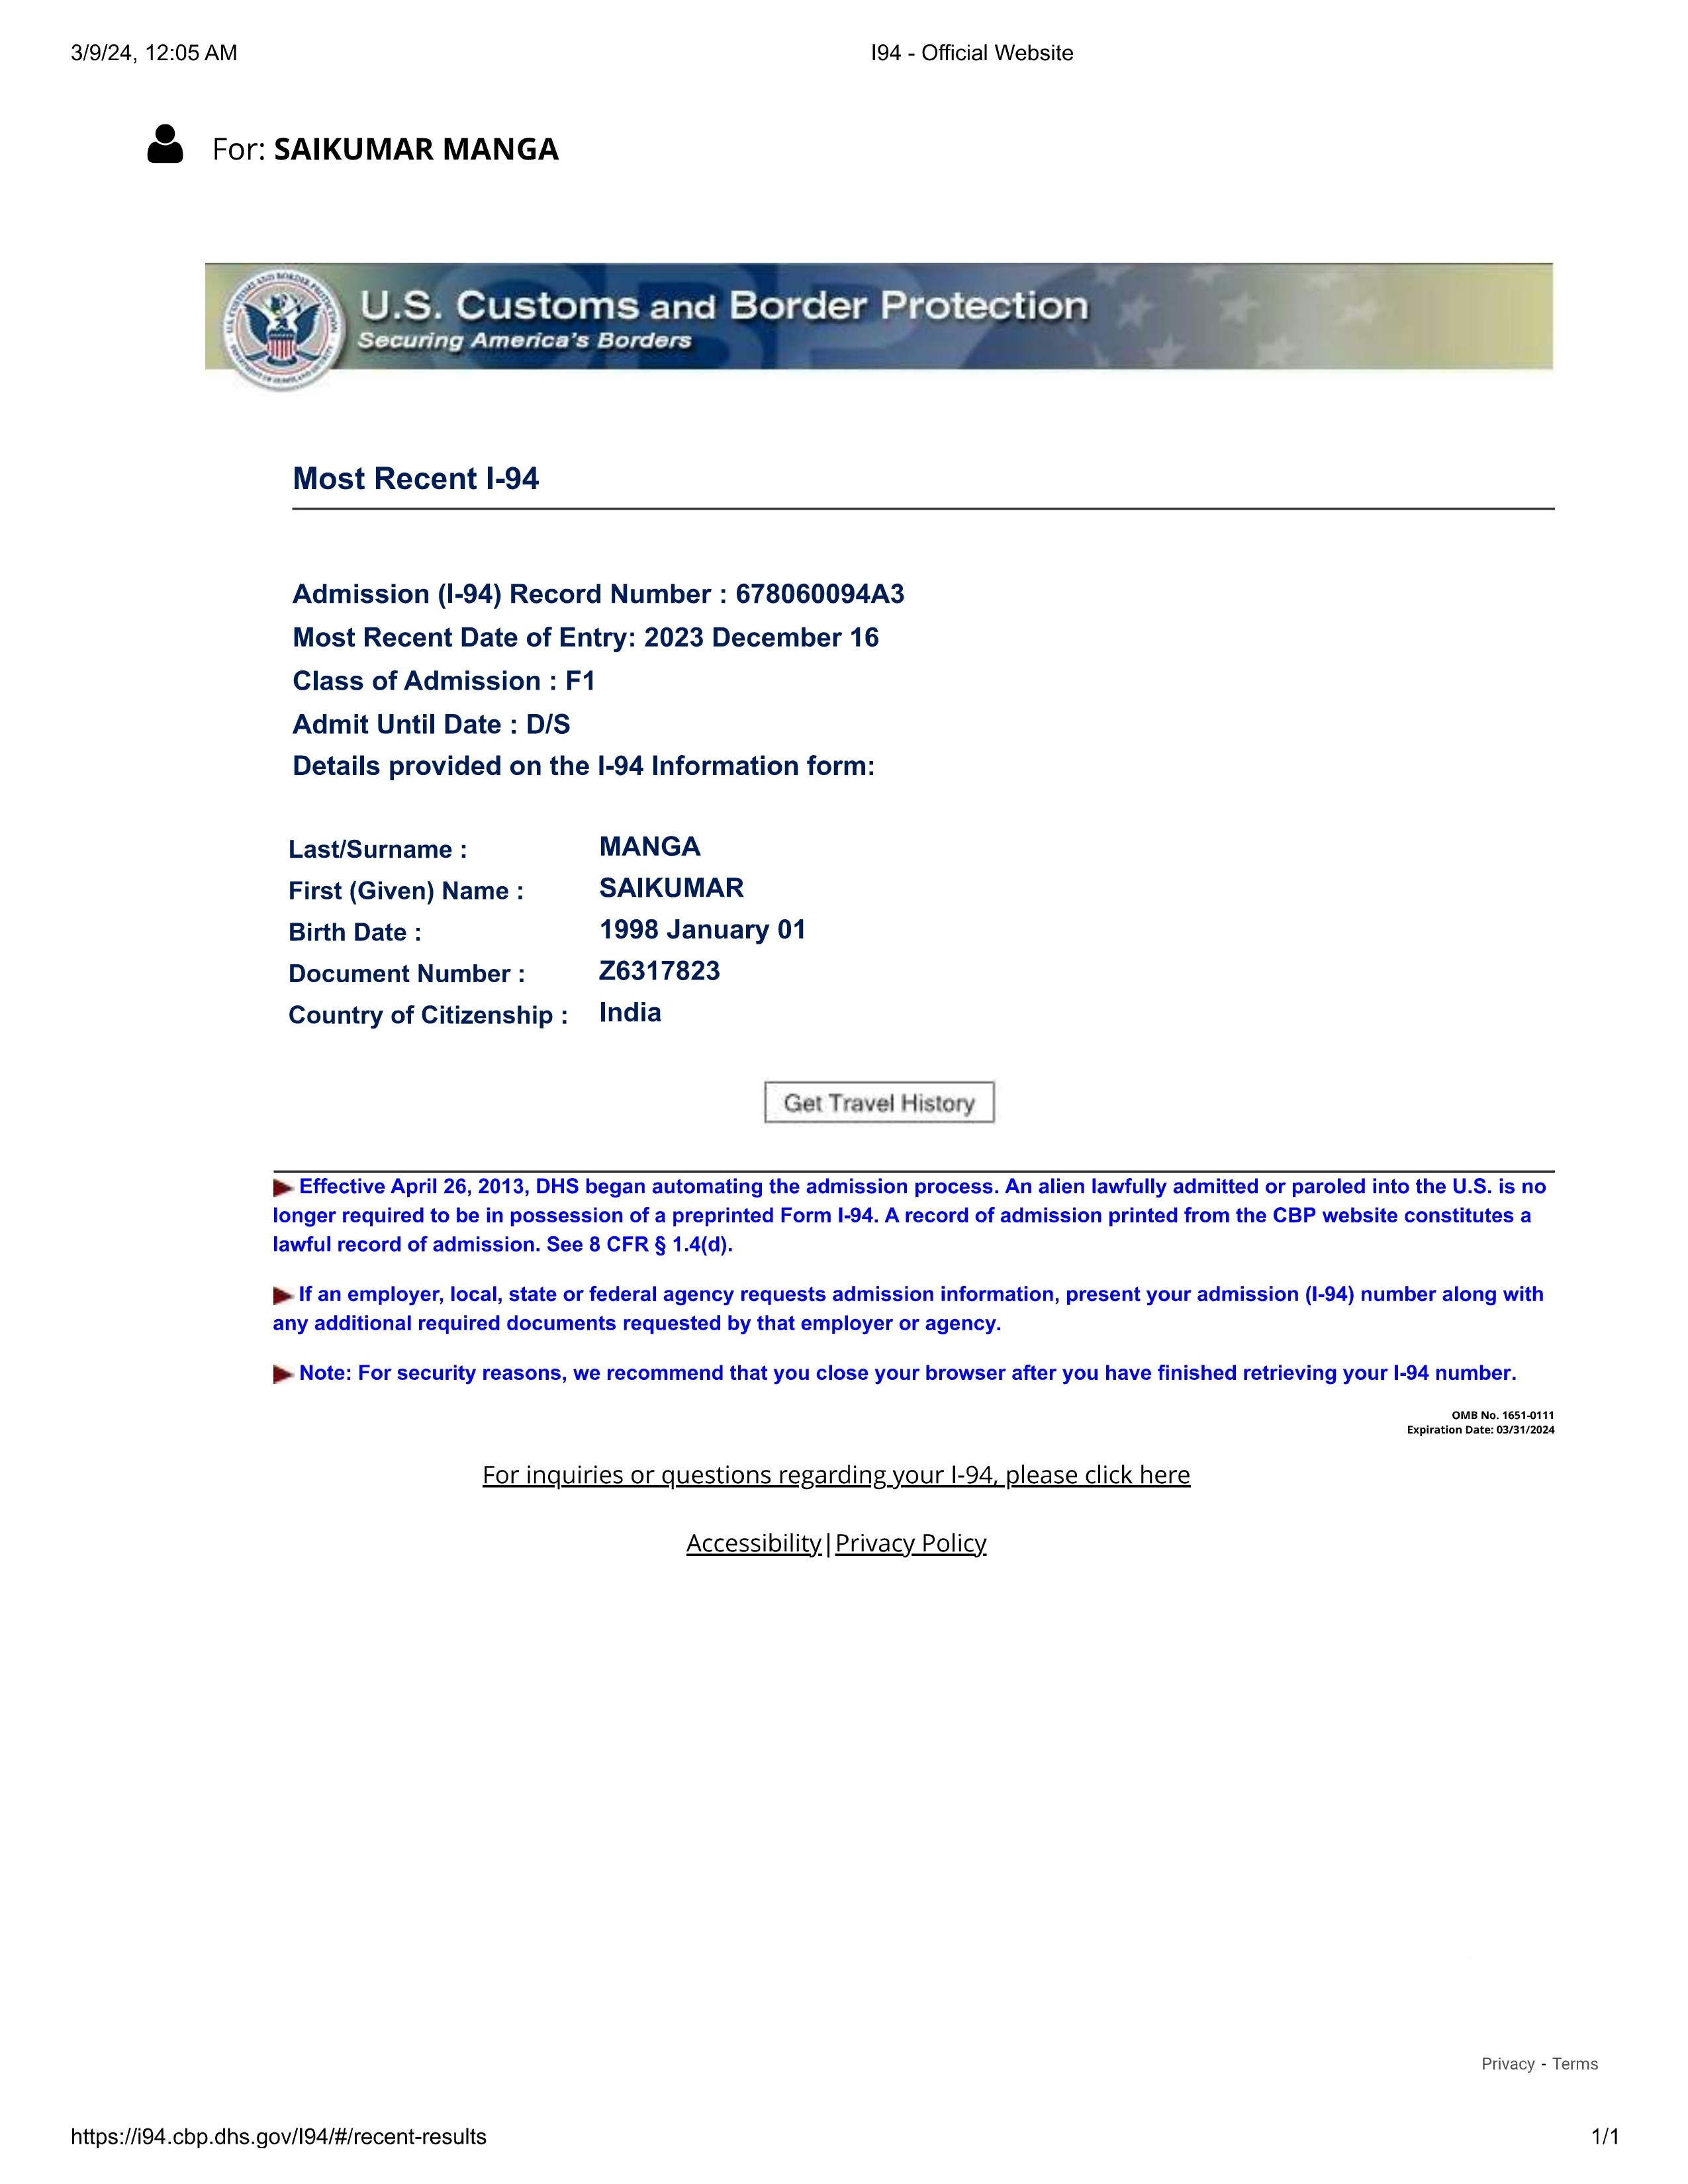 3/9/24, 12:05 AM
I94 - Official Website
For: SAIKUMAR MANGA
U.S. Customs and Border Protection
Securing America's Borders
Most Recent I-94
Admission (I-94) Record Number : 678060094A3
Most Recent Date of Entry: 2023 December 16
Class of Admission : F1
Admit Until Date : D/S
Details provided on the I-94 Information form:
Last/Surname : MANGA
First (Given) Name : SAIKUMAR
Birth Date : 1998 January 01
Document Number : Z6317823
Country of Citizenship : India
Get Travel History
Effective April 26, 2013, DHS began automating the admission process. An alien lawfully admitted or paroled into the U.S. is no
longer required to be in possession of a preprinted Form I-94. A record of admission printed from the CBP website constitutes a
lawful record of admission. See 8 CFR § 1.4(d).
If an employer, local, state or federal agency requests admission information, present your admission (I-94) number along with
any additional required documents requested by that employer or agency.
Note: For security reasons, we recommend that you close your browser after you have finished retrieving your I-94 number.
OMB No. 1651-0111
Expiration Date: 03/31/2024
For inquiries or questions regarding your I-94, please click here
Accessibility|Privacy Policy
Privacy - Terms
https://i94.cbp.dhs.gov/I94/#/recent-results
1/1